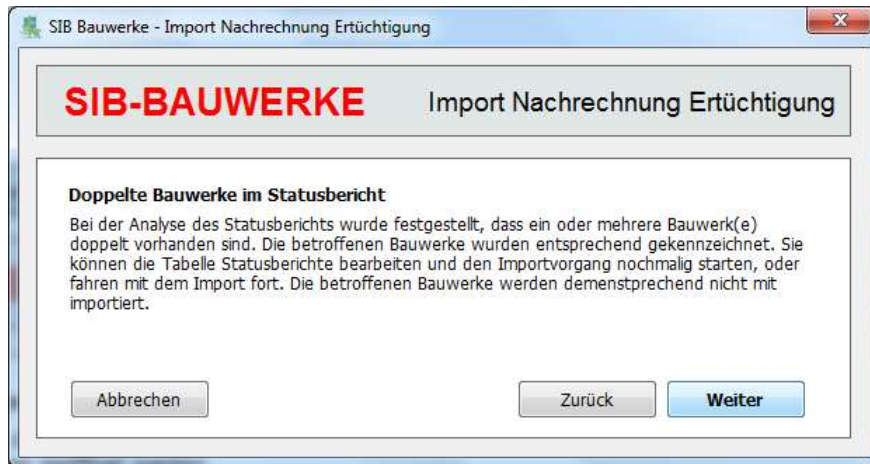 SIB Bauwerke - Import Nachrechnung Ertüchtigung
SIB-BAUWERKE Import Nachrechnung Ertüchtigung
Doppelte Bauwerke im Statusbericht
Bei der Analyse des Statusberichts wurde festgestellt, dass ein oder mehrere Bauwerk(e)
doppelt vorhanden sind. Die betroffenen Bauwerke wurden entsprechend gekennzeichnet. Sie
können die Tabelle Statusberichte bearbeiten und den Importvorgang nochmalig starten, oder
fahren mit dem Import fort. Die betroffenen Bauwerke werden demenstprechend nicht mit
importiert.
Abbrechen Zurück Weiter